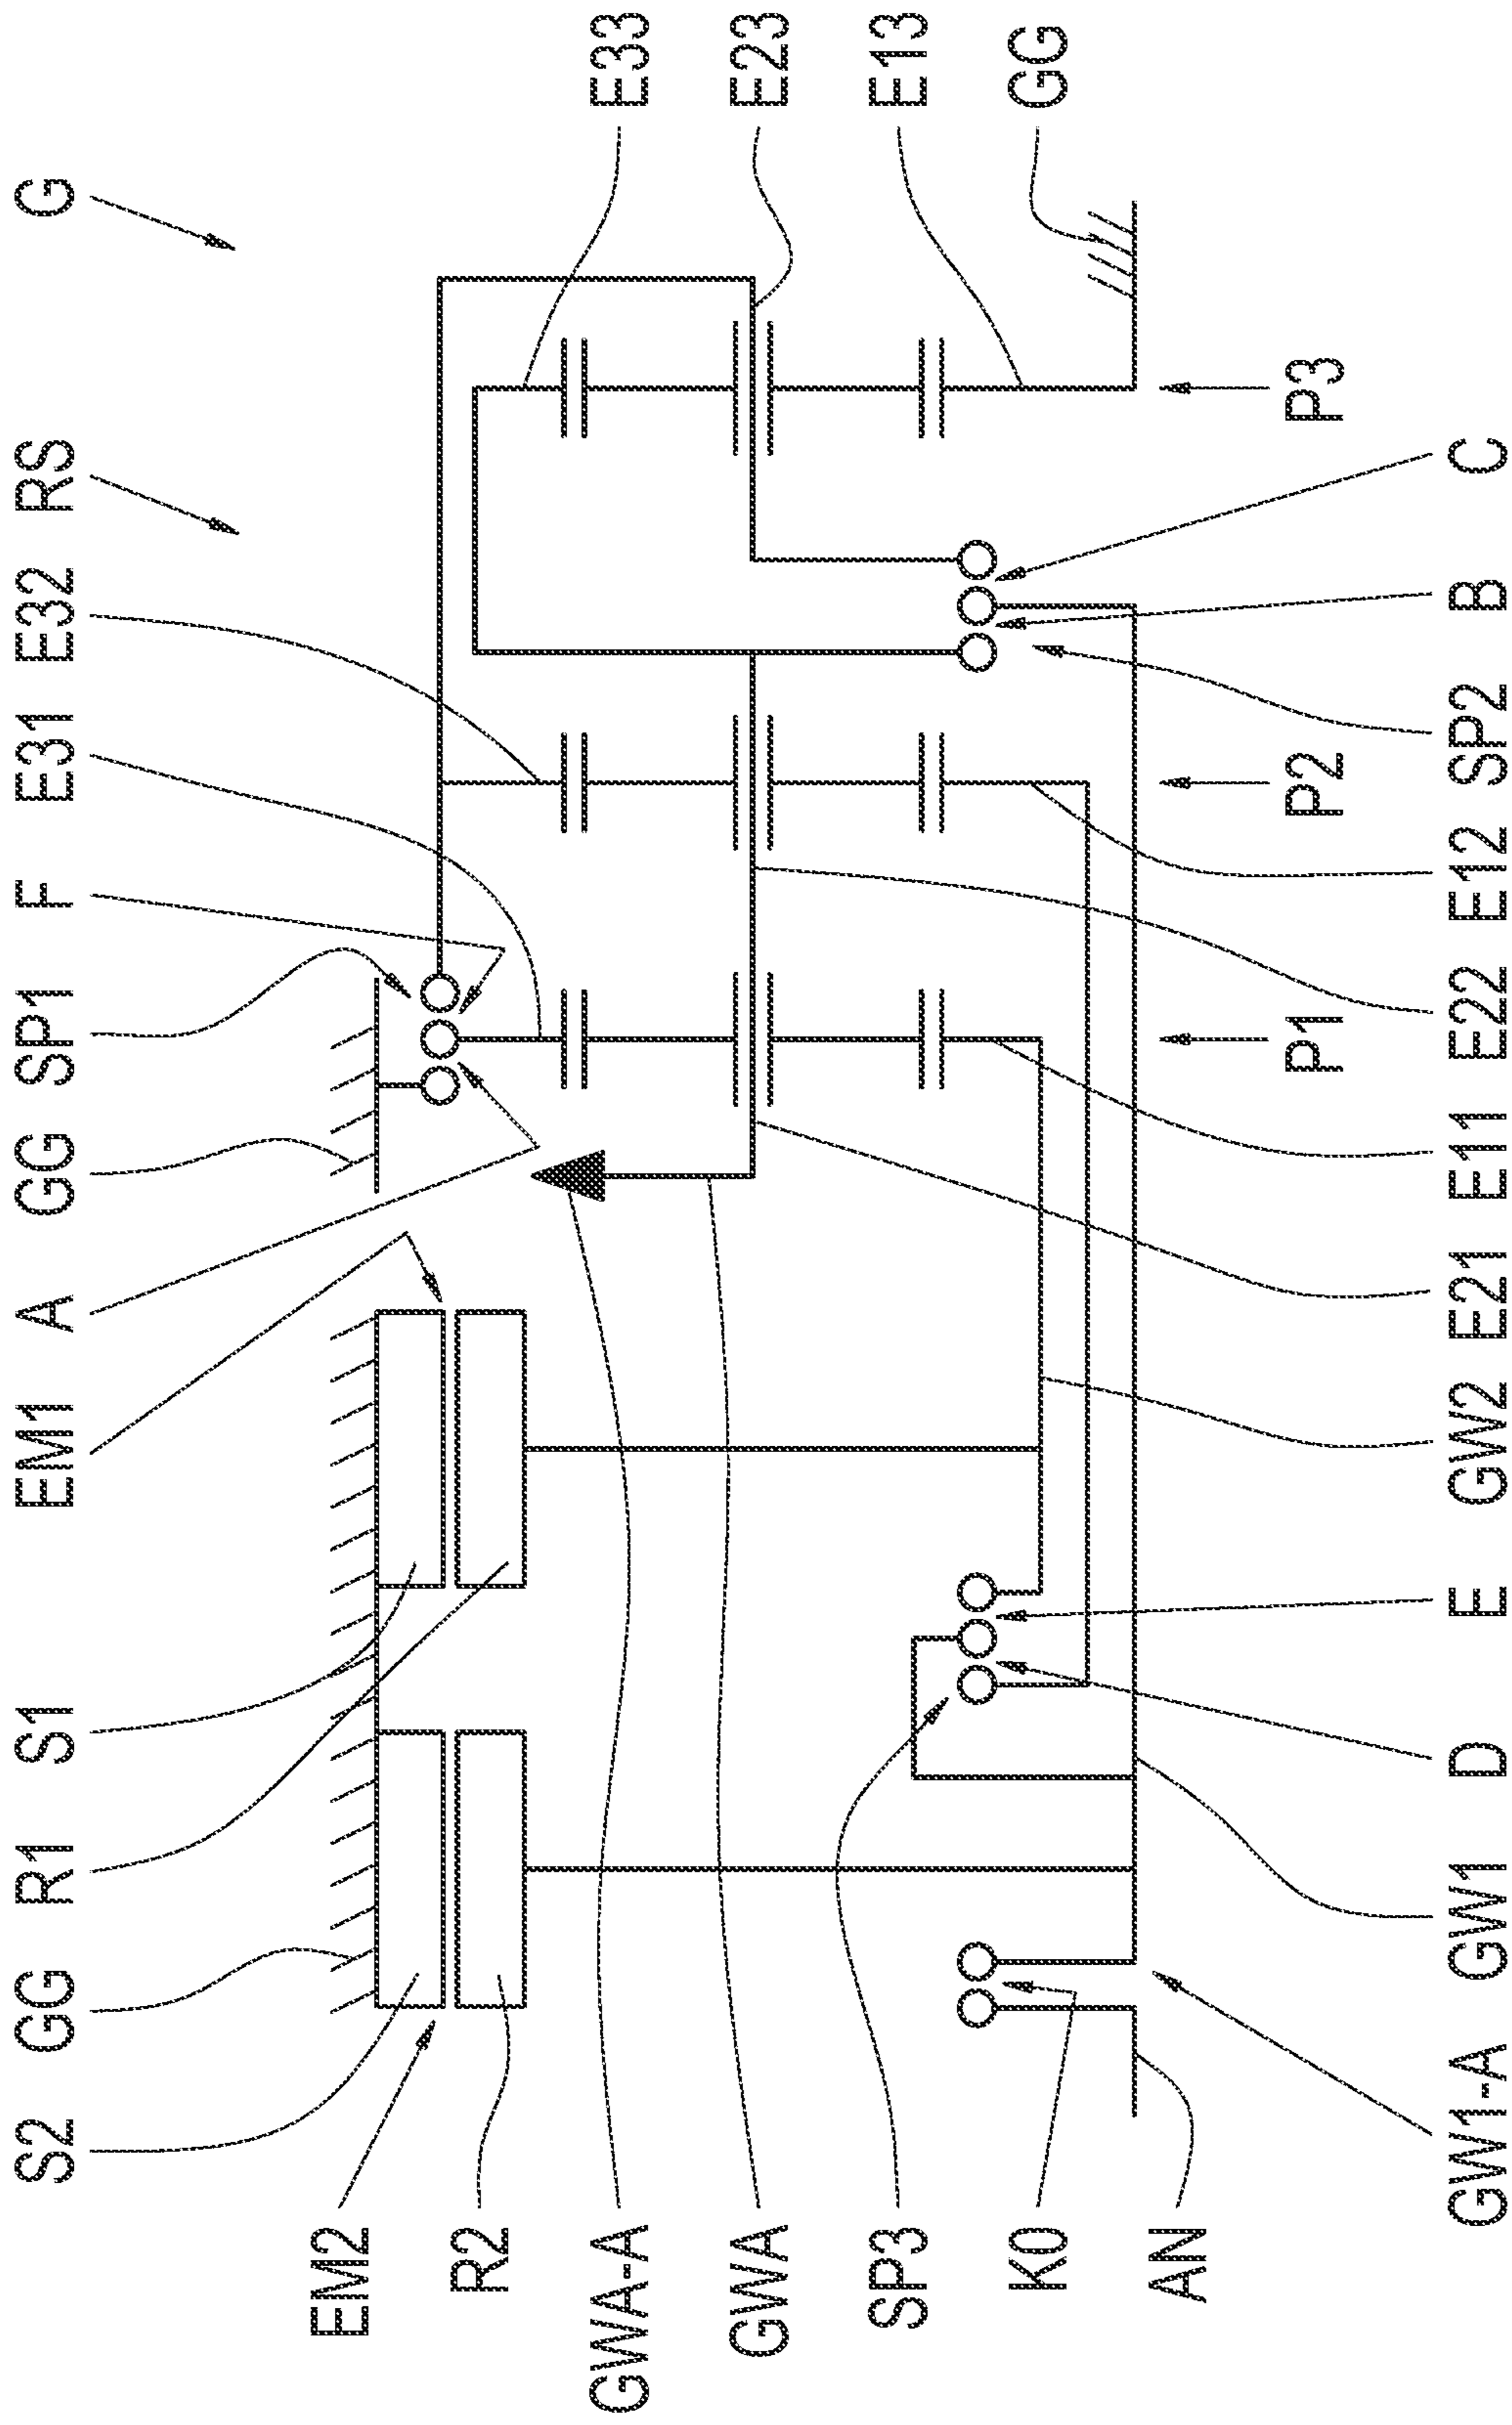 G
RS
E32
E31
F
SP1
GG
A
EM1
S1
R1
GG
S2
E33
E23
E13
GG
EM2
R2
GWA-A
GWA
SP3
K0
AN
P3
P2
P1
C
B
SP2
E12
E22
E11
E21
GW2
E
D
GW1
GW1-A